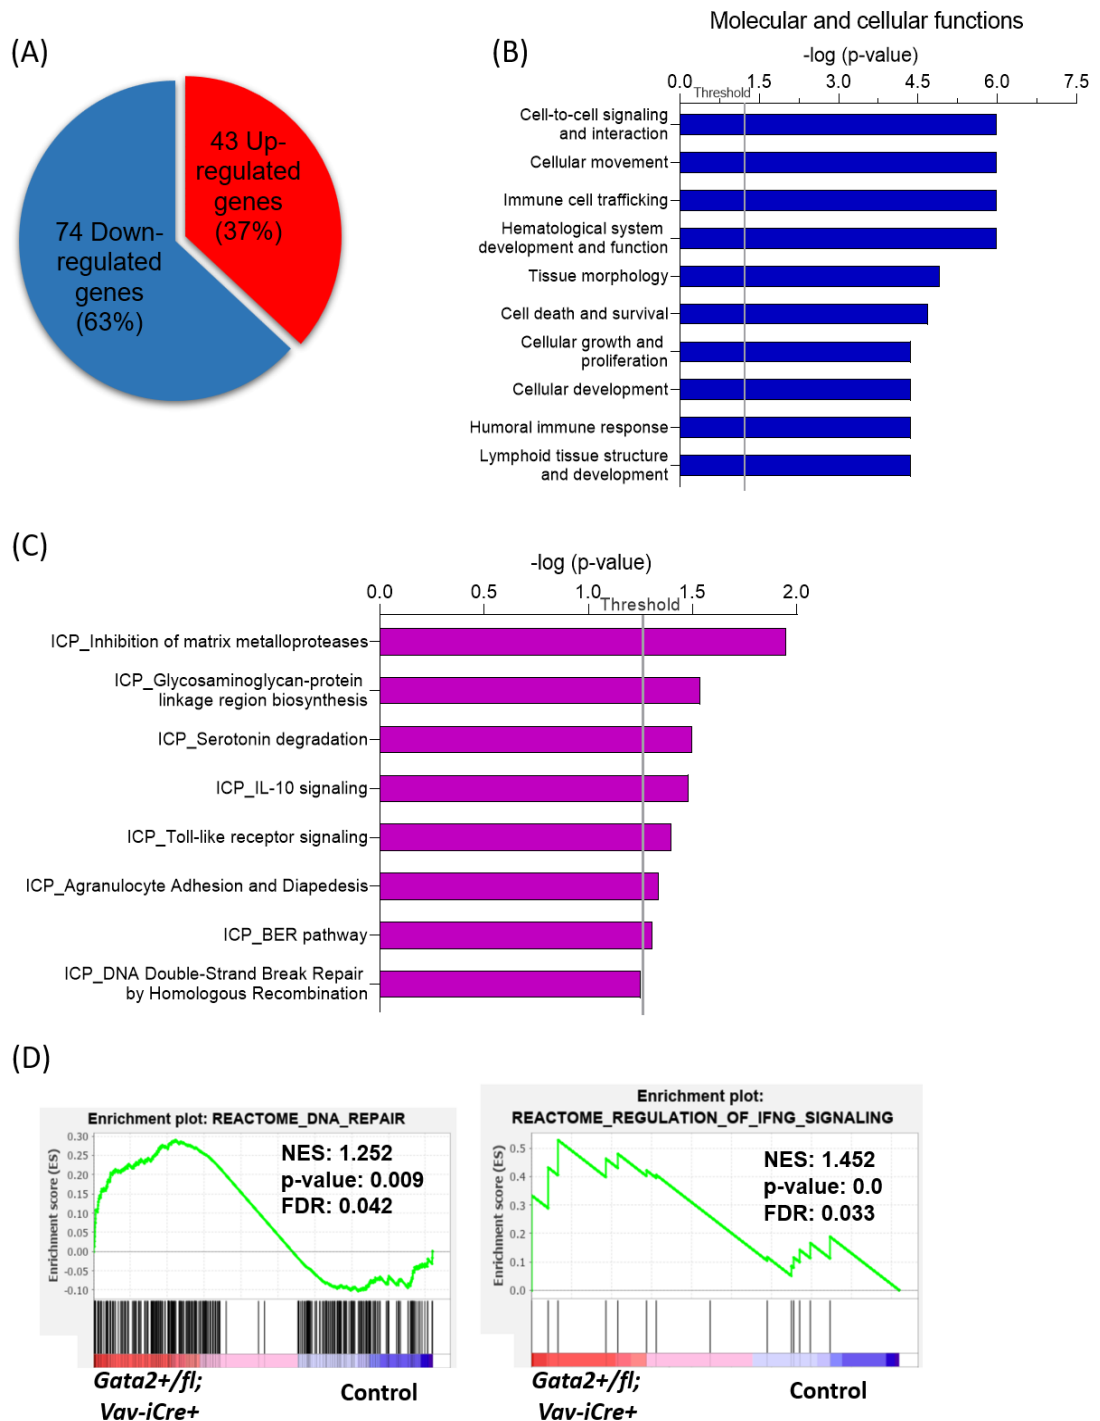 (A)
43 Up-
regulated
genes
(37%)
74 Down-
regulated
genes
(63%)
(B)
Molecular and cellular functions
-log (p-value)
0.0 1.5 3.0 4.5 6.0 7.5
Threshold
Cell-to-cell signaling
and interaction
Cellular movement
Immune cell trafficking
Hematological system
development and function
Tissue morphology
Cell death and survival
Cellular growth and
proliferation
Cellular development
Humoral immune response
Lymphoid tissue structure
and development
(C)
-log (p-value)
0.0 0.5 1.0 1.5 2.0
Threshold
ICP_Inhibition of matrix metalloproteases
ICP_Glycosaminoglycan-protein
linkage region biosynthesis
ICP_Serotonin degradation
ICP_IL-10 signaling
ICP_Toll-like receptor signaling
ICP_Agranulocyte Adhesion and Diapedesis
ICP_BER pathway
ICP_DNA Double-Strand Break Repair
by Homologous Recombination
(D)
Enrichment plot: REACTOME_DNA_REPAIR
Enrichment score (ES)
0.30
0.25
0.20
0.15
0.10
0.05
0.00
-0.05
-0.10
NES: 1.252
p-value: 0.009
FDR: 0.042
Gata2+/fl;
Vav-iCre+
Control
Enrichment plot:
REACTOME_REGULATION_OF_IFNG_SIGNALING
Enrichment score (ES)
0.5
0.4
0.3
0.2
0.1
0.0
NES: 1.452
p-value: 0.0
FDR: 0.033
Gata2+/fl;
Vav-iCre+
Control